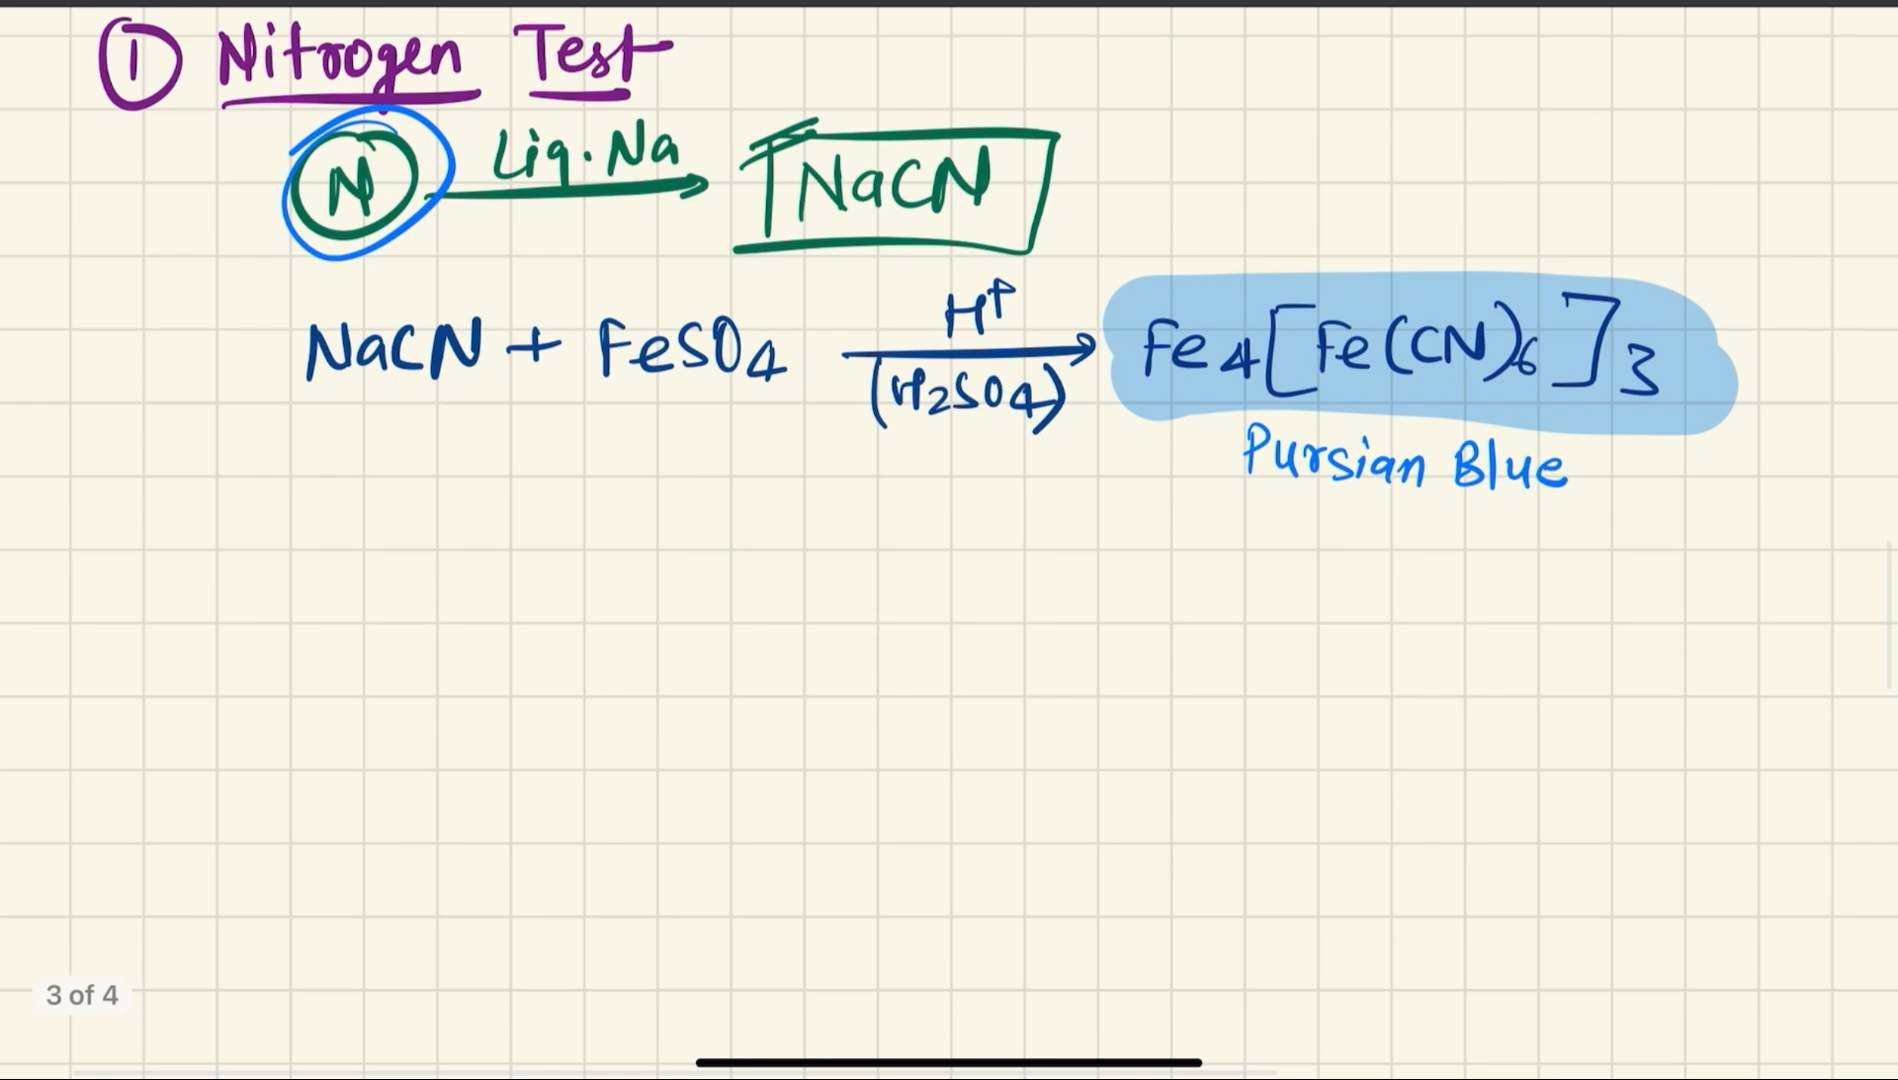 ① Nitrogen Test
N Liq. Na → NaCN
NaCN + FeSO4 H+ (H2SO4) → Fe4[Fe(CN)6]3
Pursian Blue
3 of 4